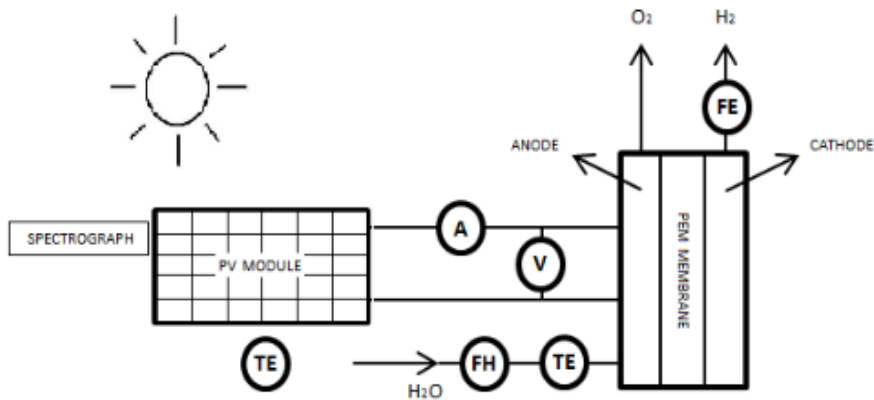 O2
H2
FE
ANODE
CATHODE
SPECTROGRAPH
PV MODULE
A
V
PEM MEMBRANE
TE
H2O
FH
TE